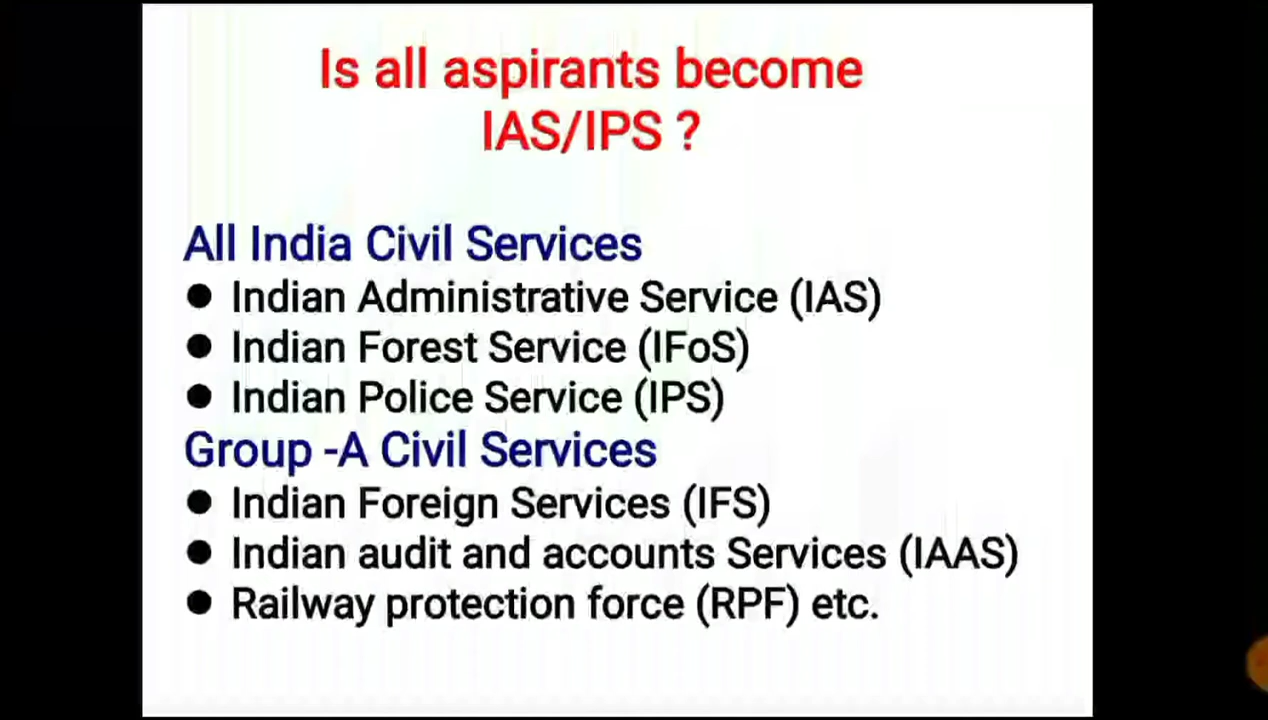 Is all aspirants become
IAS/IPS ?
All India Civil Services
● Indian Administrative Service (IAS)
● Indian Forest Service (IFoS)
● Indian Police Service (IPS)
Group -A Civil Services
● Indian Foreign Services (IFS)
● Indian audit and accounts Services (IAAS)
● Railway protection force (RPF) etc.